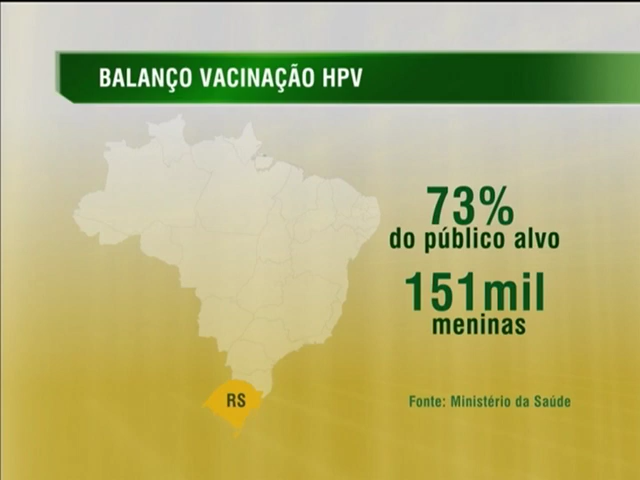 BALANÇO VACINAÇÃO HPV
73%
do público alvo
151mil
meninas
RS
Fonte: Ministério da Saúde